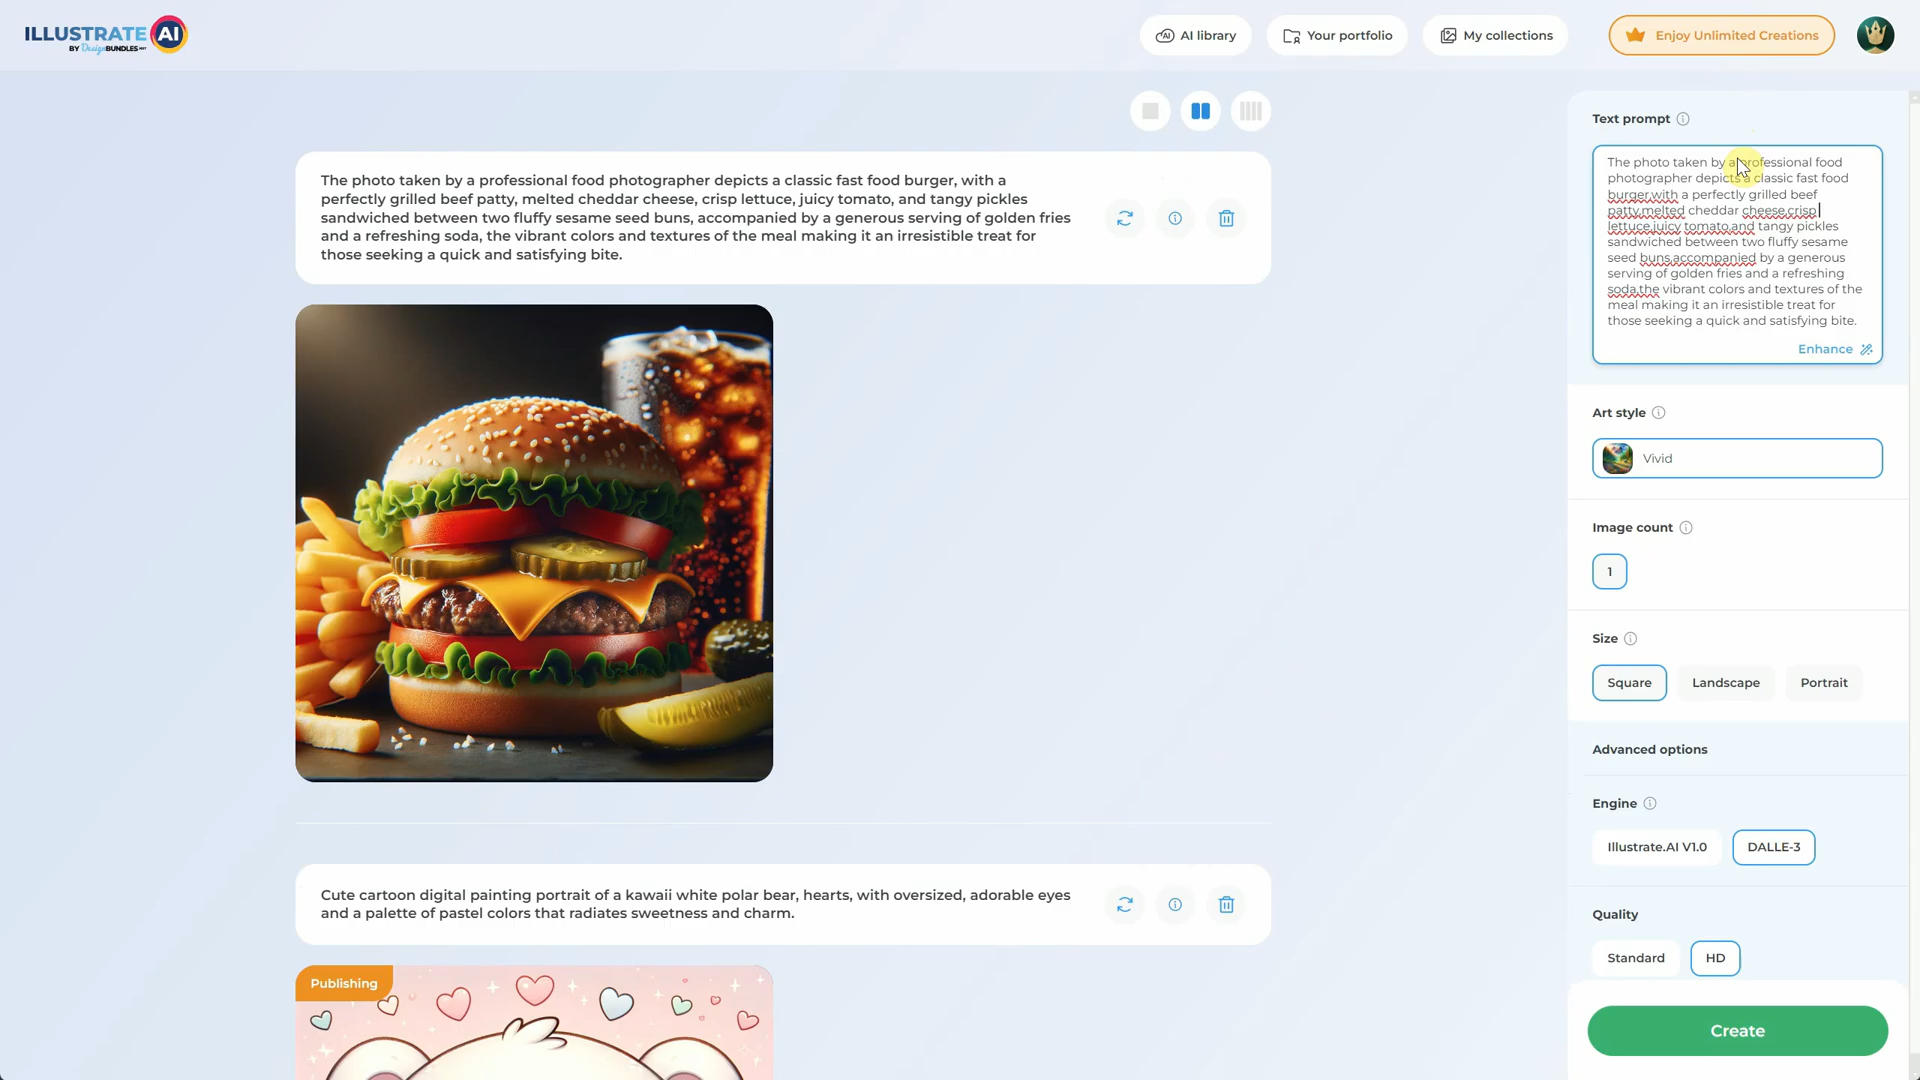 ILLUSTRATE AI
BY Design BUNDLES.NET
AI library
Your portfolio
My collections
Enjoy Unlimited Creations
The photo taken by a professional food photographer depicts a classic fast food burger, with a
perfectly grilled beef patty, melted cheddar cheese, crisp lettuce, juicy tomato, and tangy pickles
sandwiched between two fluffy sesame seed buns, accompanied by a generous serving of golden fries
and a refreshing soda, the vibrant colors and textures of the meal making it an irresistible treat for
those seeking a quick and satisfying bite.
Cute cartoon digital painting portrait of a kawaii white polar bear, hearts, with oversized, adorable eyes
and a palette of pastel colors that radiates sweetness and charm.
Publishing
Text prompt
The photo taken by a professional food
photographer depicts a classic fast food
burger,with a perfectly grilled beef
patty,melted cheddar cheese,crisp
lettuce,juicy tomato,and tangy pickles
sandwiched between two fluffy sesame
seed buns,accompanied by a generous
serving of golden fries and a refreshing
soda,the vibrant colors and textures of the
meal making it an irresistible treat for
those seeking a quick and satisfying bite.
Enhance
Art style
Vivid
Image count
1
Size
Square
Landscape
Portrait
Advanced options
Engine
Illustrate.AI V1.0
DALLE-3
Quality
Standard
HD
Create